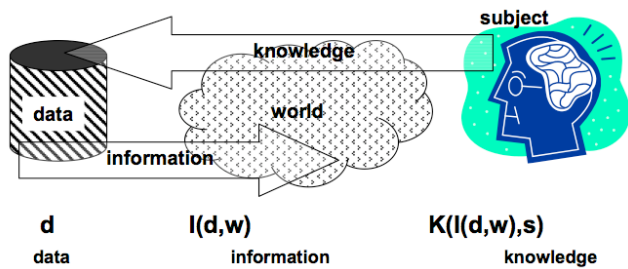 subject
knowledge
data
world
information
d I(d,w) K(I(d,w),s)
data information knowledge